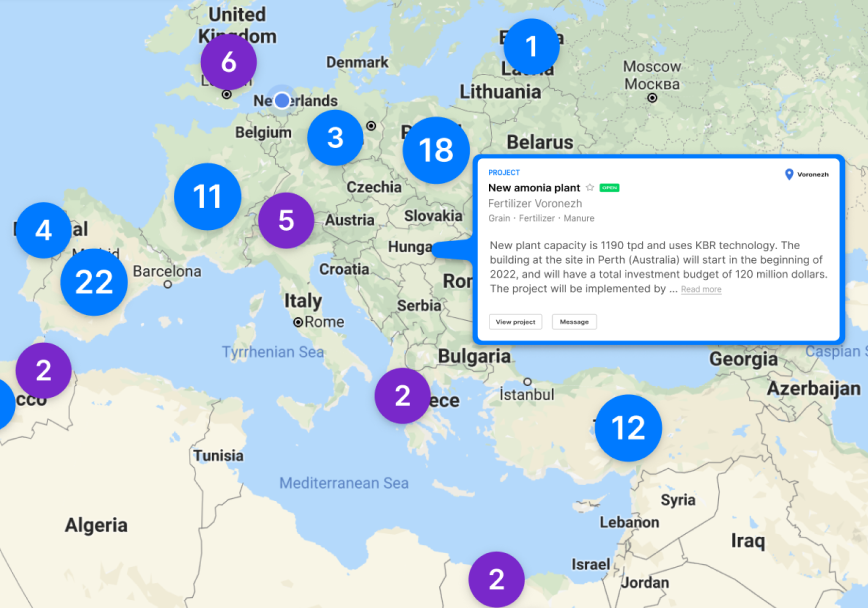 United
Kingdom
6
1
Denmark
Moscow
Москва
Lithuania
Netherlands
Belgium
3
18
Belarus
11
Czechia
5
Austria
Slovakia
4
al
Hunga
Croatia
Barcelona
22
Italy
Rome
Serbia
Ror
PROJECT
Voronezh
New amonia plant OPEN
Fertilizer Voronezh
Grain · Fertilizer · Manure
New plant capacity is 1190 tpd and uses KBR technology. The
building at the site in Perth (Australia) will start in the beginning of
2022, and will have a total investment budget of 120 million dollars.
The project will be implemented by ... Read more
View project Message
Tyrrhenian Sea
Bulgaria
Georgia
Caspian S
2
cco
2
ece
İstanbul
Azerbaijan
12
Tunisia
Mediterranean Sea
Syria
Algeria
Lebanon
Iraq
Israel
2
Jordan